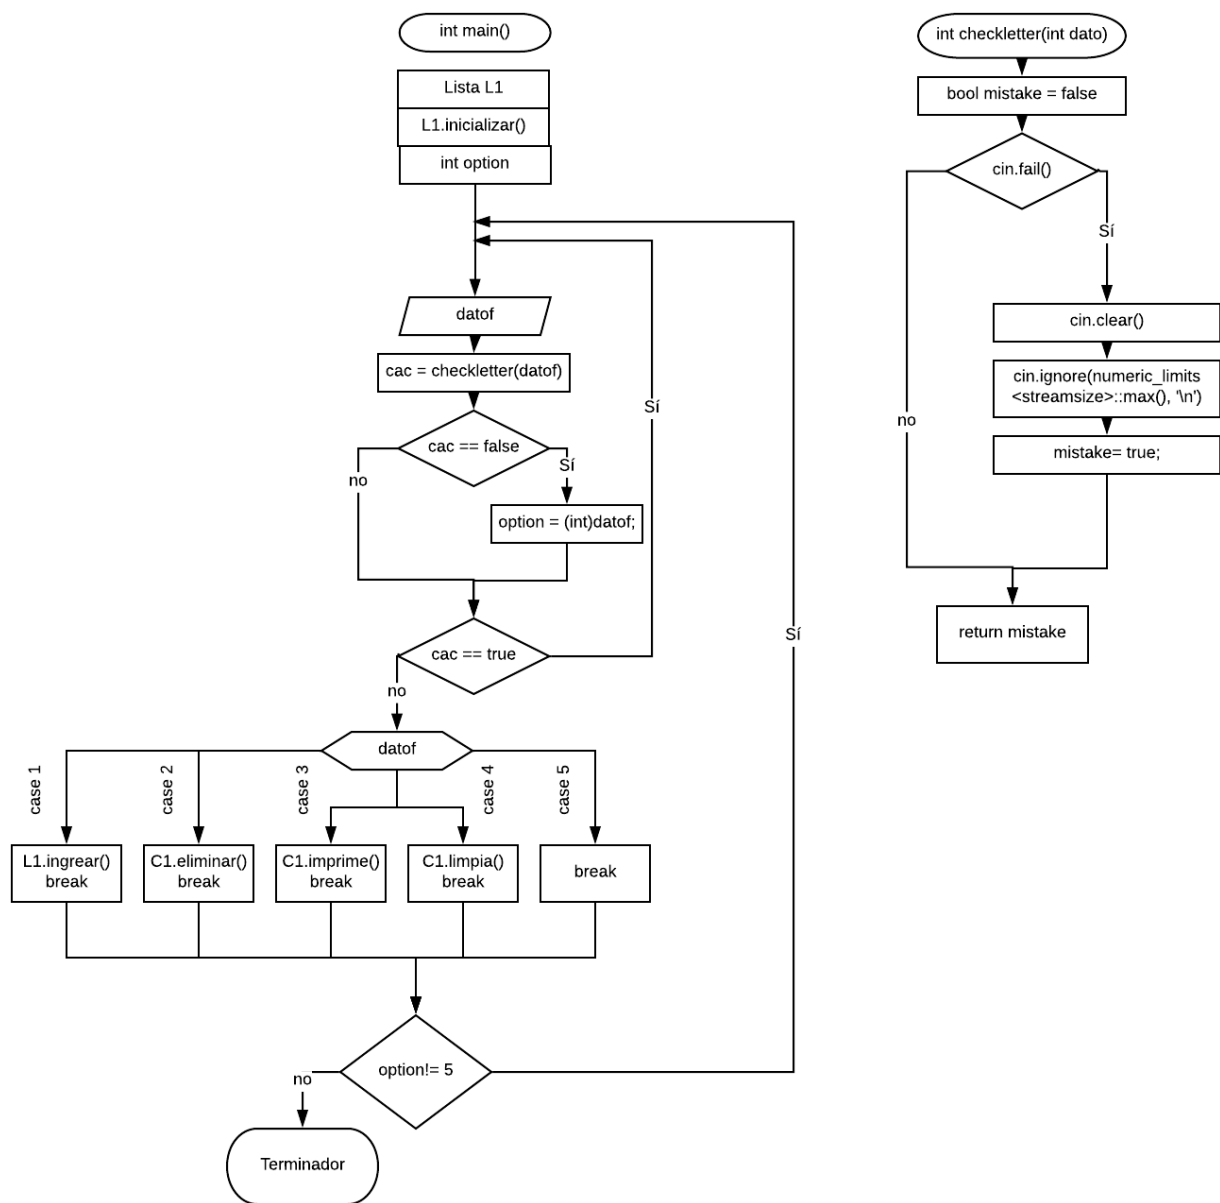 int main()
Lista L1
L1.inicializar()
int option
datof
cac = checkletter(datof)
cac == false
no
Sí
option = (int)datof;
Sí
cac == true
no
Sí
datof
case 1
case 2
case 3
case 4
case 5
L1.ingrear()
break
C1.eliminar()
break
C1.imprime()
break
C1.limpia()
break
break
option!= 5
no
Terminador
int checkletter(int dato)
bool mistake = false
cin.fail()
Sí
no
cin.clear()
cin.ignore(numeric_limits
<streamsize>::max(), '\n')
mistake= true;
return mistake